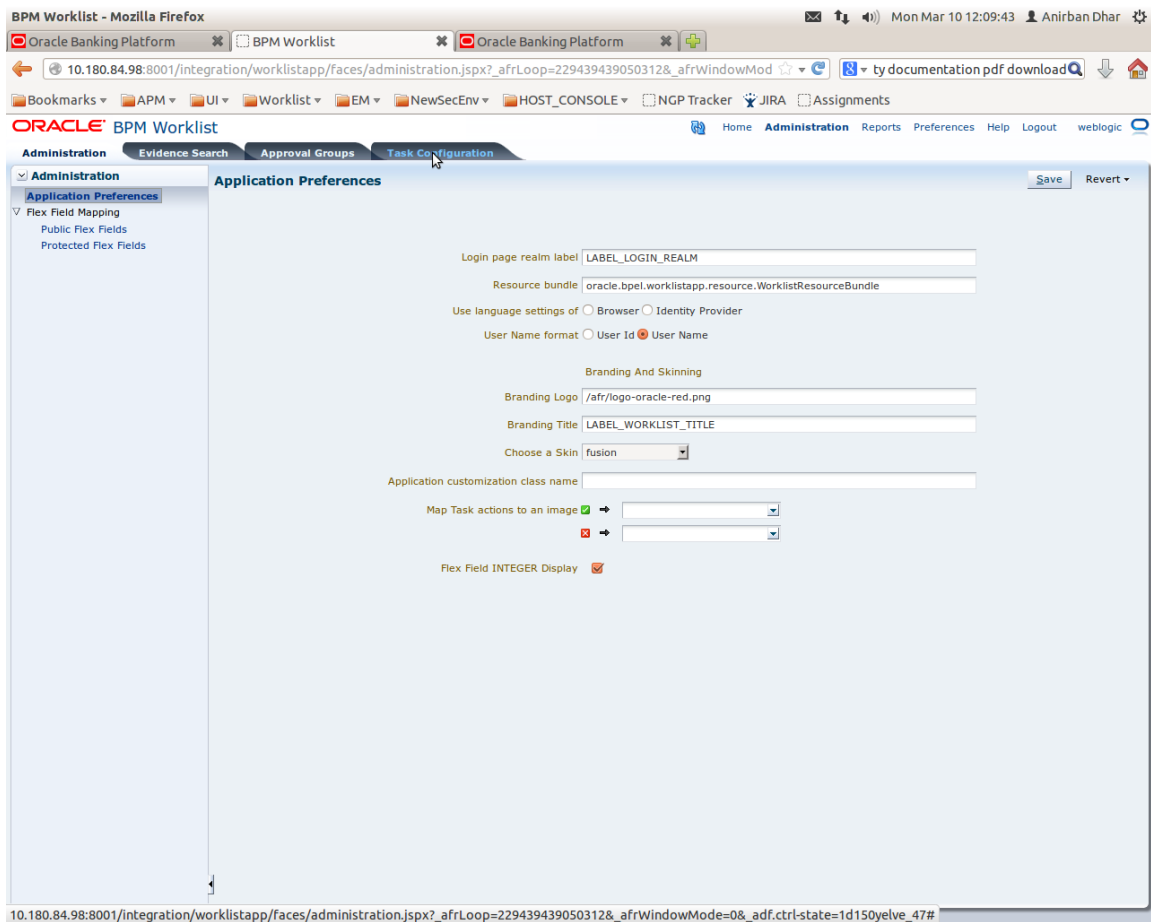 BPM Worklist - Mozilla Firefox Mon Mar 10 12:09:43 Anirban Dhar
Oracle Banking Platform BPM Worklist Oracle Banking Platform
10.180.84.98:8001/integration/worklistapp/faces/administration.jspx?_afrLoop=229439439050312&_afrWindowMod ty documentation pdf download
Bookmarks APM UI Worklist EM NewSecEnv HOST_CONSOLE NGP Tracker JIRA Assignments
ORACLE BPM Worklist Home Administration Reports Preferences Help Logout weblogic
Administration Evidence Search Approval Groups Task Configuration
Administration
Application Preferences
Flex Field Mapping
Public Flex Fields
Protected Flex Fields
Application Preferences Save Revert
Login page realm label LABEL_LOGIN_REALM
Resource bundle oracle.bpel.worklistapp.resource.WorklistResourceBundle
Use language settings of Browser Identity Provider
User Name format User Id User Name
Branding And Skinning
Branding Logo /afr/logo-oracle-red.png
Branding Title LABEL_WORKLIST_TITLE
Choose a Skin fusion
Application customization class name
Map Task actions to an image
Flex Field INTEGER Display
10.180.84.98:8001/integration/worklistapp/faces/administration.jspx?_afrLoop=229439439050312&_afrWindowMode=0&_adf.ctrl-state=1d150yelve_47#